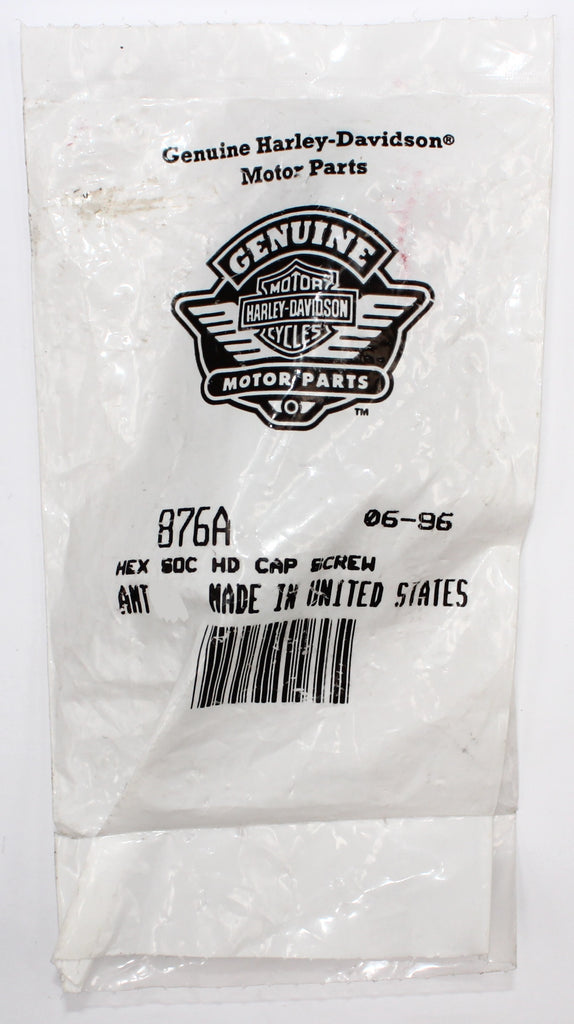 Genuine Harley-Davidson®
Motor Parts
GENUINE
MOTOR
HARLEY-DAVIDSON
CYCLES
MOTOR PARTS
TM
876A 06-96
HEX SOC HD CAP SCREW
AMT MADE IN UNITED STATES